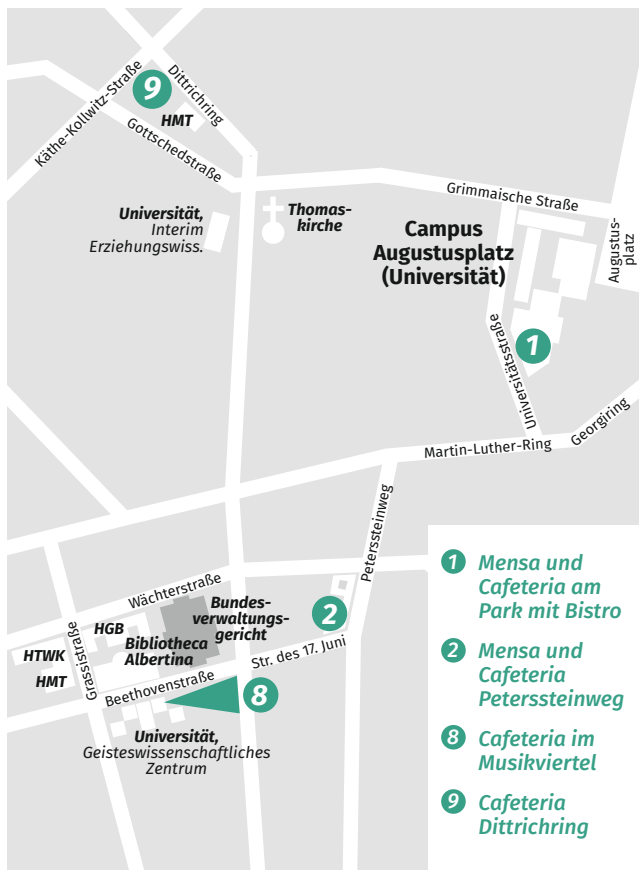 Käthe-Kollwitz-Straße
Dittrichring
9
HMT
Gottschedstraße
Grimmaische Straße
Universität,
Interim
Erziehungswiss.
Thomas-
kirche
Campus
Augustusplatz
(Universität)
Augustus-
platz
1
Universitätsstraße
Georgiring
Martin-Luther-Ring
Peterssteinweg
Wächterstraße
2
Bundes-
verwaltungs-
gericht
HGB
Bibliotheca
Albertina
HTWK
HMT
Grassistraße
Str. des 17. Juni
Beethovenstraße
8
Universität,
Geisteswissenschaftliches
Zentrum
1 Mensa und
Cafeteria am
Park mit Bistro
2 Mensa und
Cafeteria
Peterssteinweg
8 Cafeteria im
Musikviertel
9 Cafeteria
Dittrichring